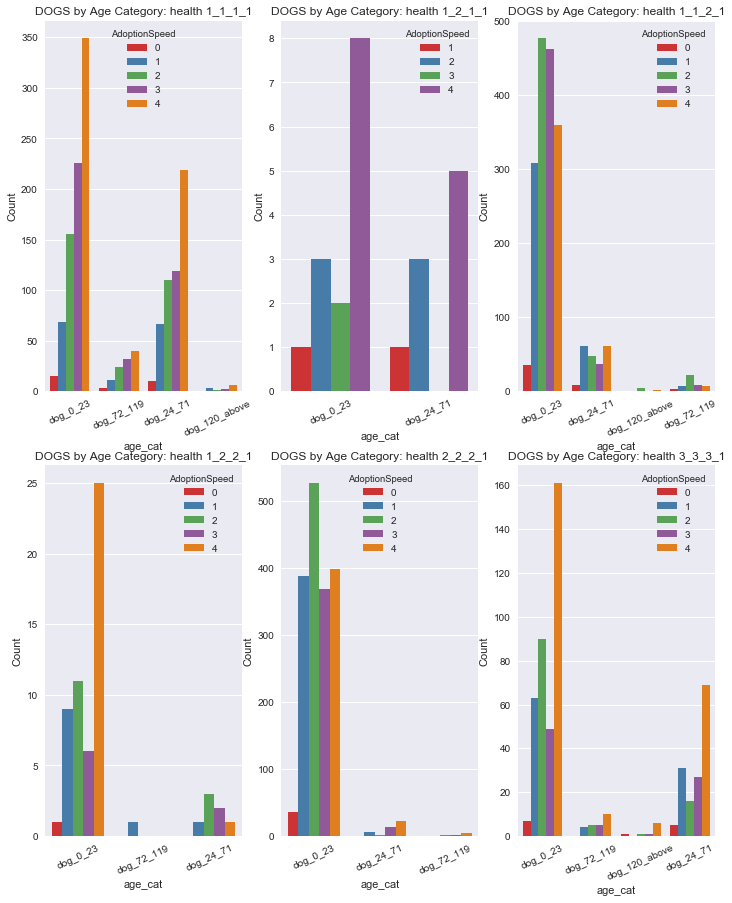 DOGS by Age Category: health 1_1_1_1
AdoptionSpeed
0
1
2
3
4
350
300
250
200
150
100
50
0
Count
dog_0_23
dog_72_119
dog_24_71
dog_120_above
age_cat
DOGS by Age Category: health 1_2_1_1
AdoptionSpeed
1
2
3
4
8
7
6
5
4
3
2
1
0
Count
dog_0_23
dog_24_71
age_cat
DOGS by Age Category: health 1_1_2_1
AdoptionSpeed
0
1
2
3
4
500
400
300
200
100
0
Count
dog_0_23
dog_24_71
dog_120_above
dog_72_119
age_cat
DOGS by Age Category: health 1_2_2_1
AdoptionSpeed
0
1
2
3
4
25
20
15
10
5
0
Count
dog_0_23
dog_72_119
dog_24_71
age_cat
DOGS by Age Category: health 2_2_2_1
AdoptionSpeed
0
1
2
3
4
500
400
300
200
100
0
Count
dog_0_23
dog_24_71
dog_72_119
age_cat
DOGS by Age Category: health 3_3_3_1
AdoptionSpeed
0
1
2
3
4
160
140
120
100
80
60
40
20
0
Count
dog_0_23
dog_72_119
dog_120_above
dog_24_71
age_cat